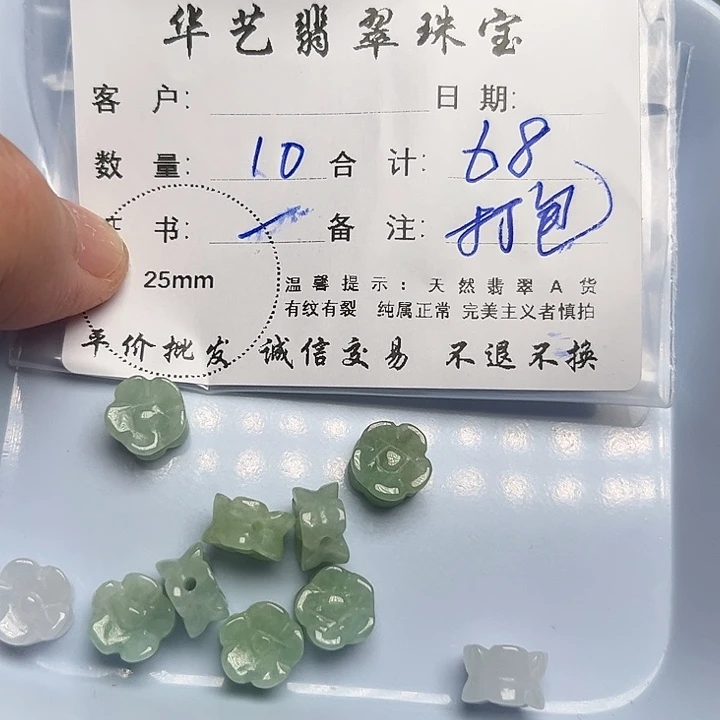 华艺翡翠珠宝
客 户: 日 期:
数 量: 10 合 计: 68
书: 一 备 注: 打包
25mm
温馨提示: 天然翡翠A货
有纹有裂 纯属正常 完美主义者慎拍
平价批发 诚信交易 不退不换